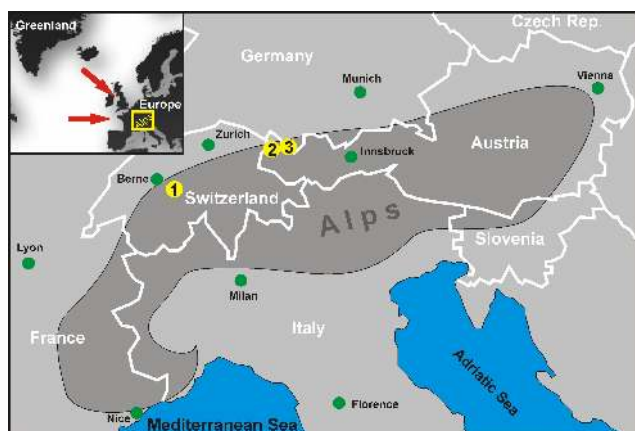 Greenland
Europe
Czech Rep.
Germany
Munich
Vienna
Zurich
2
3
Innsbruck
Austria
Berne
1
Switzerland
Alps
Slovenia
Lyon
Milan
France
Italy
Adriatic Sea
Nice
Mediterranean Sea
Florence